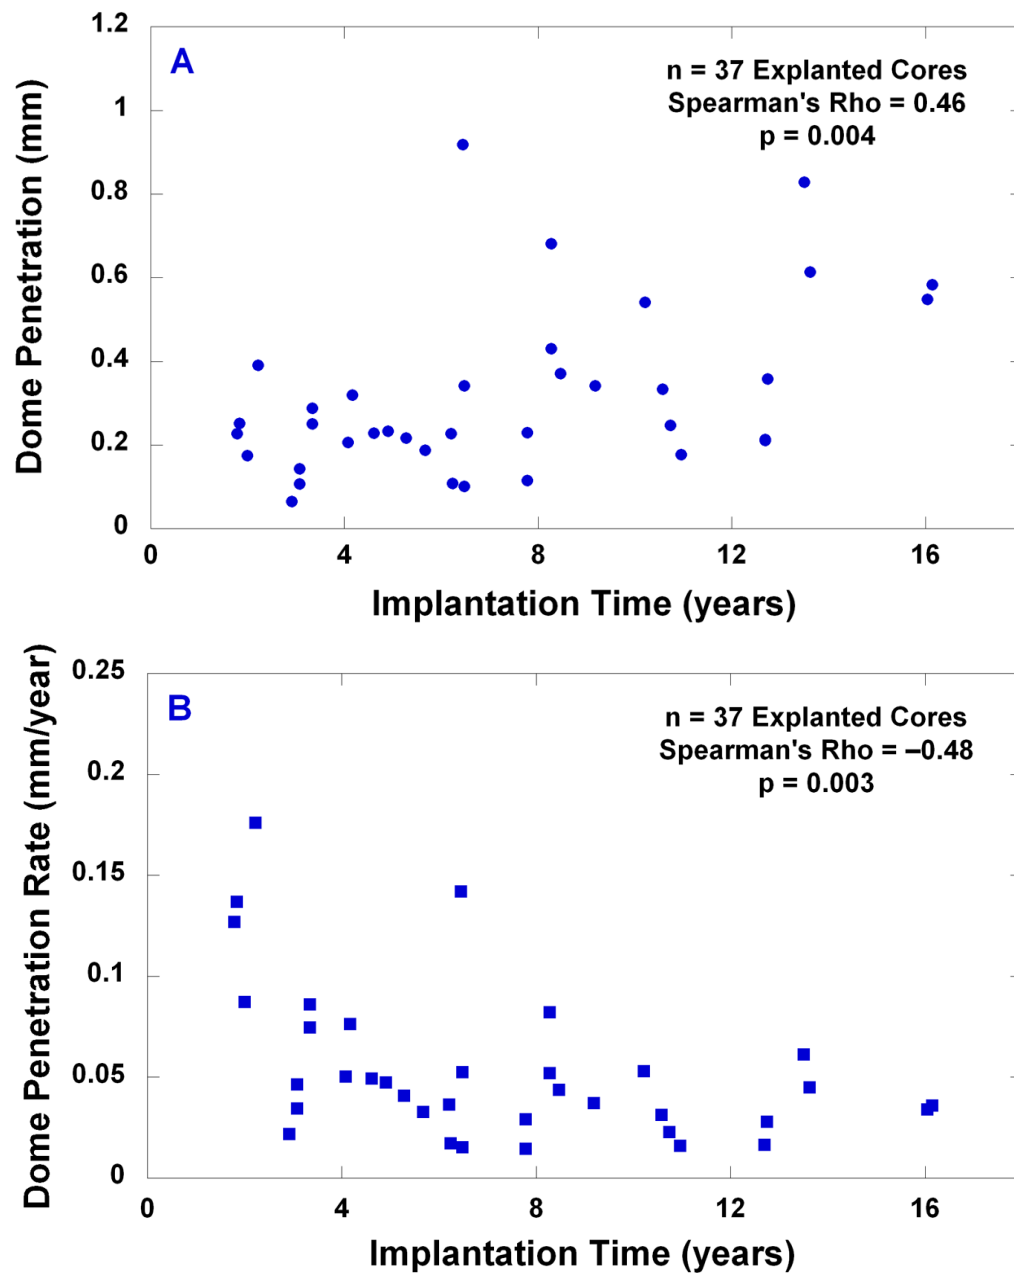 A
n = 37 Explanted Cores
Spearman's Rho = 0.46
p = 0.004
Dome Penetration (mm)
1.2
1
0.8
0.6
0.4
0.2
0
0 4 8 12 16
Implantation Time (years)
B
n = 37 Explanted Cores
Spearman's Rho = –0.48
p = 0.003
Dome Penetration Rate (mm/year)
0.25
0.2
0.15
0.1
0.05
0
0 4 8 12 16
Implantation Time (years)